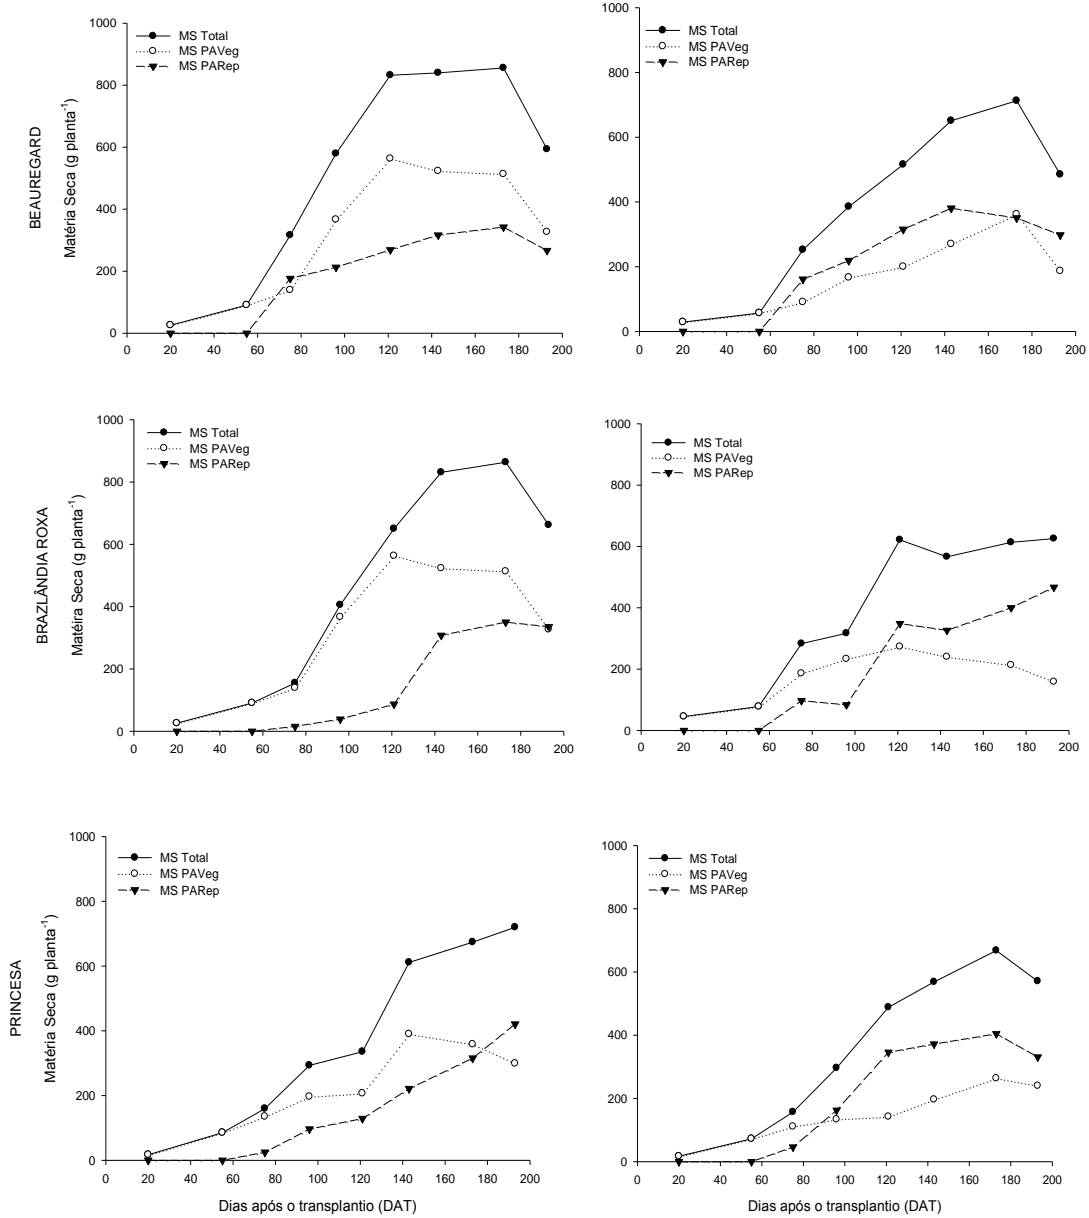 BEAUREGARD
Matéria Seca (g planta⁻¹)
MS Total
MS PAVeg
MS PARep
1000
800
600
400
200
0
0 20 40 60 80 100 120 140 160 180 200
MS Total
MS PAVeg
MS PARep
1000
800
600
400
200
0
0 20 40 60 80 100 120 140 160 180 200
BRAZLÂNDIA ROXA
Matéira Seca (g planta⁻¹)
MS Total
MS PAVeg
MS PARep
1000
800
600
400
200
0
0 20 40 60 80 100 120 140 160 180 200
MS Total
MS PAVeg
MS PARep
1000
800
600
400
200
0
0 20 40 60 80 100 120 140 160 180 200
PRINCESA
Matéria Seca (g planta⁻¹)
MS Total
MS PAVeg
MS PARep
1000
800
600
400
200
0
0 20 40 60 80 100 120 140 160 180 200
Dias após o transplantio (DAT)
MS Total
MS PAVeg
MS PARep
1000
800
600
400
200
0
0 20 40 60 80 100 120 140 160 180 200
Dias após o transplantio (DAT)